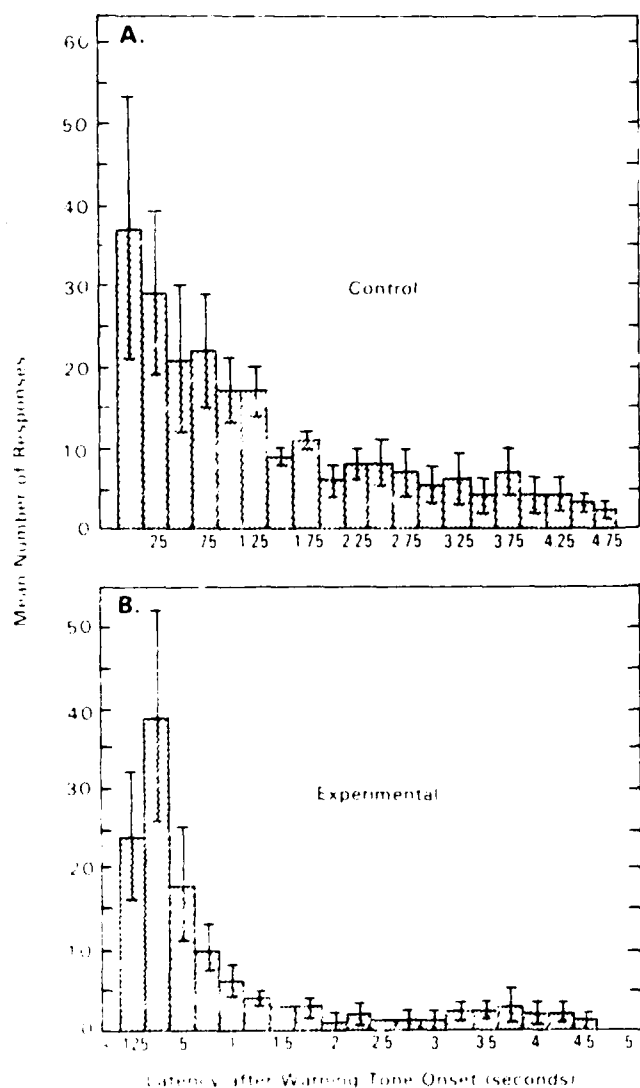 A.
60
50
40
30
20
10
0
Control
25 75 1.25 1.75 2.25 2.75 3.25 3.75 4.25 4.75
Mean Number of Responses
B.
50
40
30
20
10
0
Experimental
.125 .5 1 1.5 2 2.5 3 3.5 4 4.5 5
Latency after Warning Tone Onset (seconds)